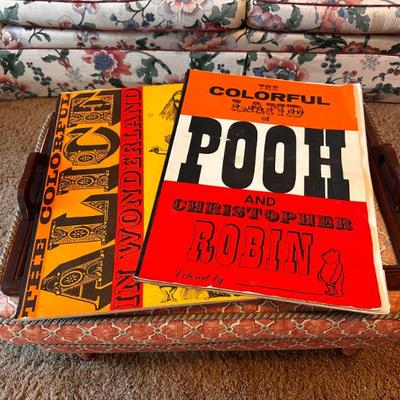 THE COLORFUL
ALICE
IN WONDERLAND
THE
COLORFUL
LAND
of
POOH
AND
CHRISTOPHER
ROBIN
Colored by